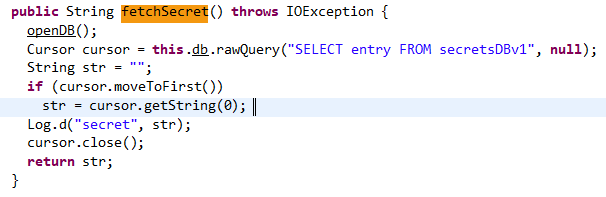 public String fetchSecret() throws IOException {
openDB();
Cursor cursor = this.db.rawQuery("SELECT entry FROM secretsDBv1", null);
String str = "";
if (cursor.moveToFirst())
str = cursor.getString(0);
Log.d("secret", str);
cursor.close();
return str;
}